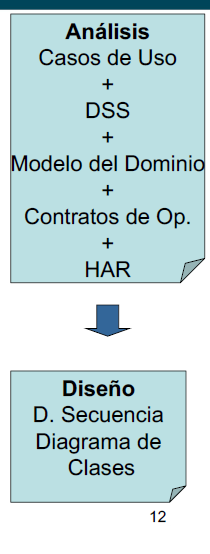 Análisis
Casos de Uso
+
DSS
+
Modelo del Dominio
+
Contratos de Op.
+
HAR
Diseño
D. Secuencia
Diagrama de
Clases
12